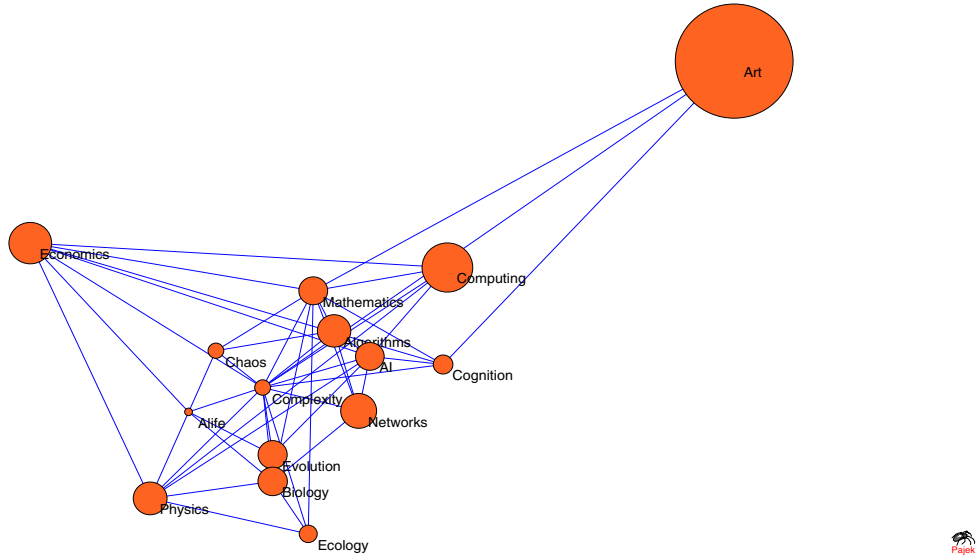 Art
Economics
Computing
Mathematics
Algorithms
Chaos
AI
Cognition
Complexity
Alife
Networks
Evolution
Biology
Physics
Ecology
Pajek